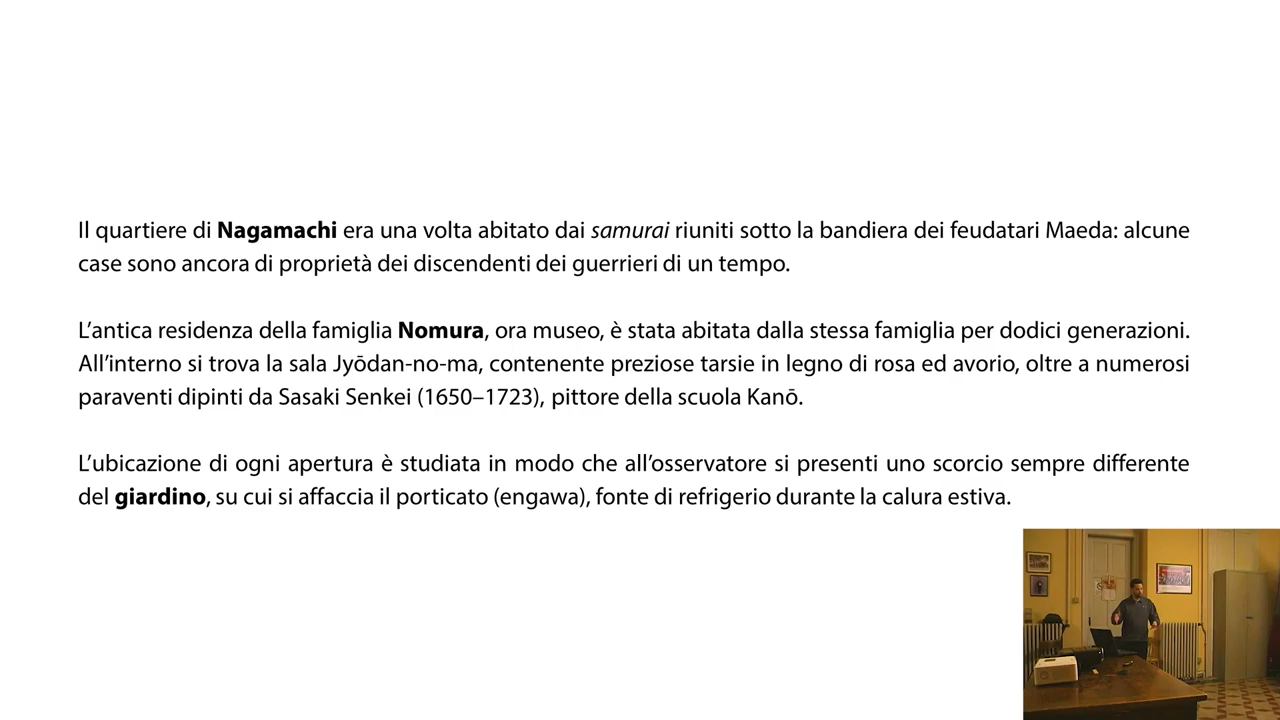 Il quartiere di Nagamachi era una volta abitato dai samurai riuniti sotto la bandiera dei feudatari Maeda: alcune
case sono ancora di proprietà dei discendenti dei guerrieri di un tempo.
L’antica residenza della famiglia Nomura, ora museo, è stata abitata dalla stessa famiglia per dodici generazioni.
All’interno si trova la sala Jyōdan-no-ma, contenente preziose tarsie in legno di rosa ed avorio, oltre a numerosi
paraventi dipinti da Sasaki Senkei (1650–1723), pittore della scuola Kanō.
L’ubicazione di ogni apertura è studiata in modo che all’osservatore si presenti uno scorcio sempre differente
del giardino, su cui si affaccia il porticato (engawa), fonte di refrigerio durante la calura estiva.